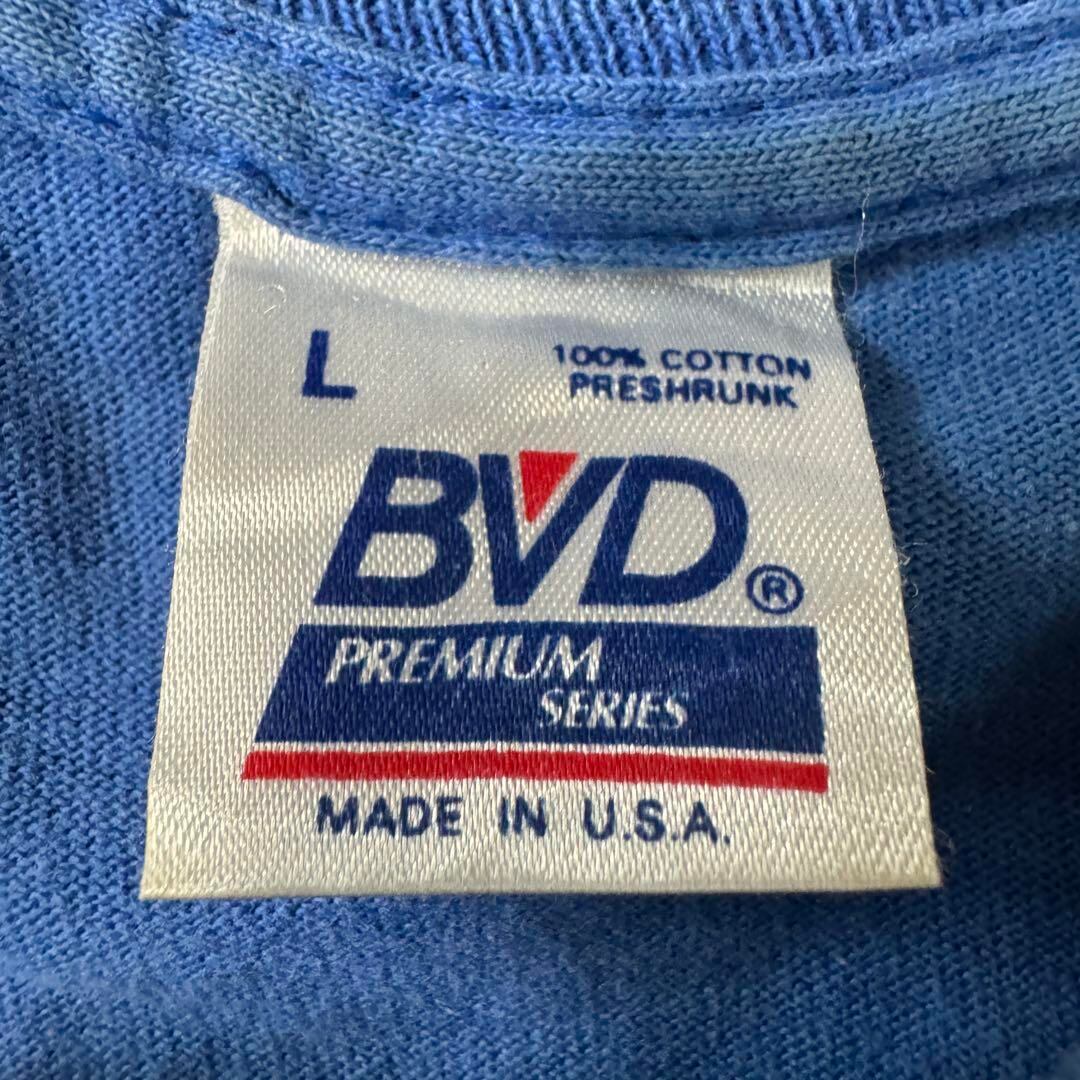 L
100% COTTON
PRESHRUNK
BVD®
PREMIUM
SERIES
MADE IN U.S.A.